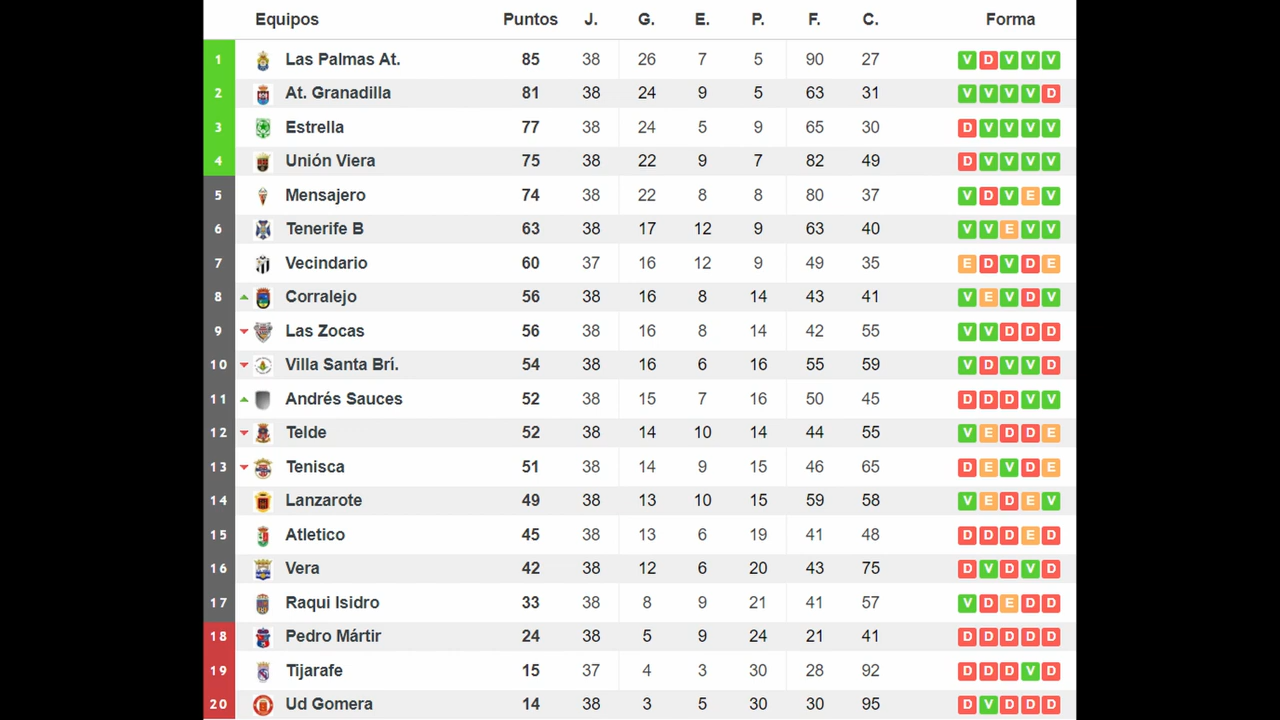 Equipos Puntos J. G. E. P. F. C. Forma
1 Las Palmas At. 85 38 26 7 5 90 27 V D V V V
2 At. Granadilla 81 38 24 9 5 63 31 V V V V D
3 Estrella 77 38 24 5 9 65 30 D V V V V
4 Unión Viera 75 38 22 9 7 82 49 D V V V V
5 Mensajero 74 38 22 8 8 80 37 V D V E V
6 Tenerife B 63 38 17 12 9 63 40 V V E V V
7 Vecindario 60 37 16 12 9 49 35 E D V D E
8 Corralejo 56 38 16 8 14 43 41 V E V D V
9 Las Zocas 56 38 16 8 14 42 55 V V D D D
10 Villa Santa Brí. 54 38 16 6 16 55 59 V D V V D
11 Andrés Sauces 52 38 15 7 16 50 45 D D D V V
12 Telde 52 38 14 10 14 44 55 V E D D E
13 Tenisca 51 38 14 9 15 46 65 D E V D E
14 Lanzarote 49 38 13 10 15 59 58 V E D E V
15 Atletico 45 38 13 6 19 41 48 D D D E D
16 Vera 42 38 12 6 20 43 75 D V D V D
17 Raqui Isidro 33 38 8 9 21 41 57 V D E D D
18 Pedro Mártir 24 38 5 9 24 21 41 D D D D D
19 Tijarafe 15 37 4 3 30 28 92 D D D V D
20 Ud Gomera 14 38 3 5 30 30 95 D V D D D